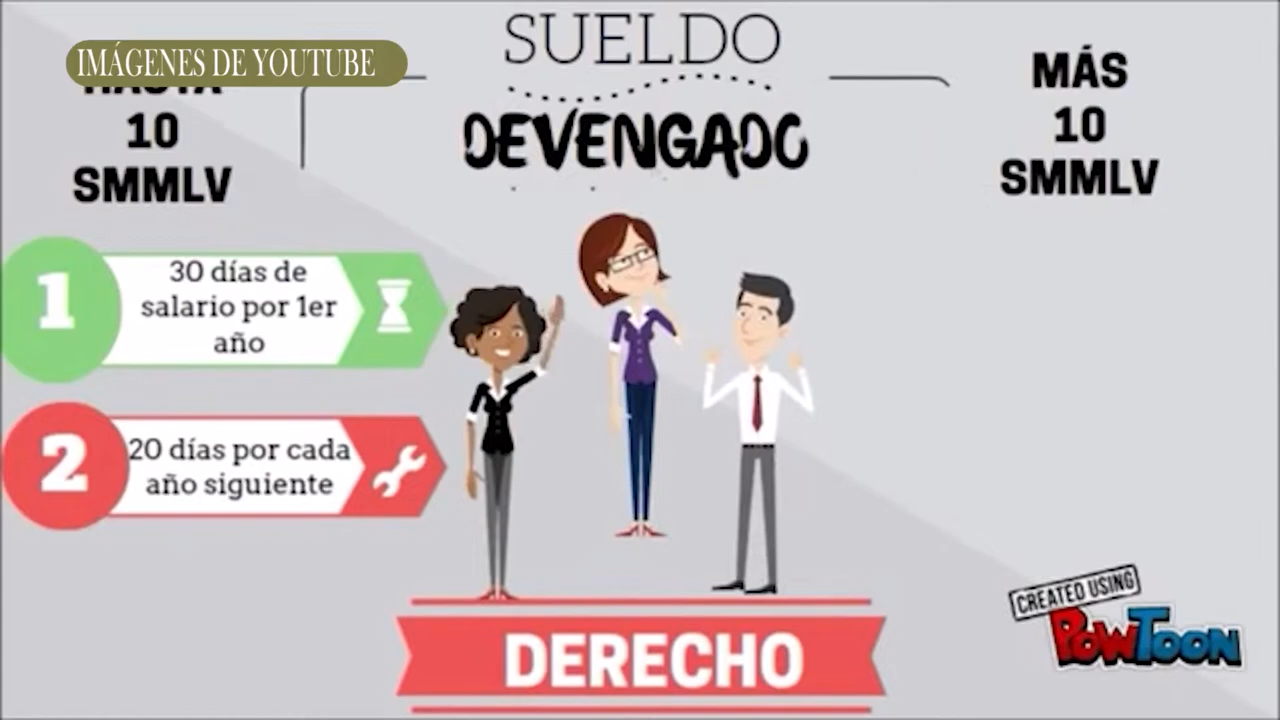 IMÁGENES DE YOUTUBE
SUELDO
DEVENGADO
HASTA
10
SMMLV
MÁS
10
SMMLV
1
30 días de
salario por 1er
año
2
20 días por cada
año siguiente
DERECHO
CREATED USING
POWTOON